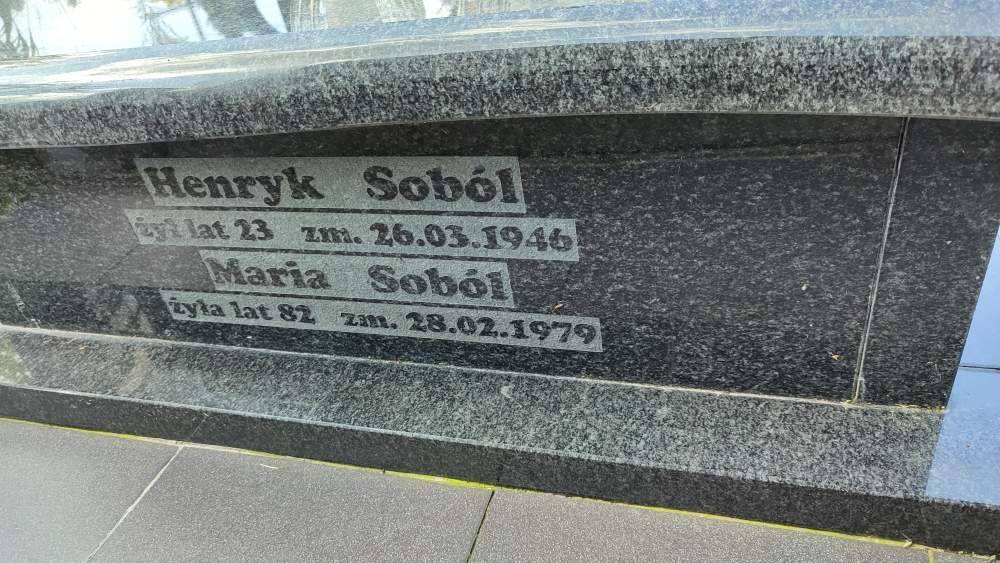 Henryk Soból
żył lat 23 zm. 26.03.1946
Maria Soból
żyła lat 82 zm. 28.02.1979